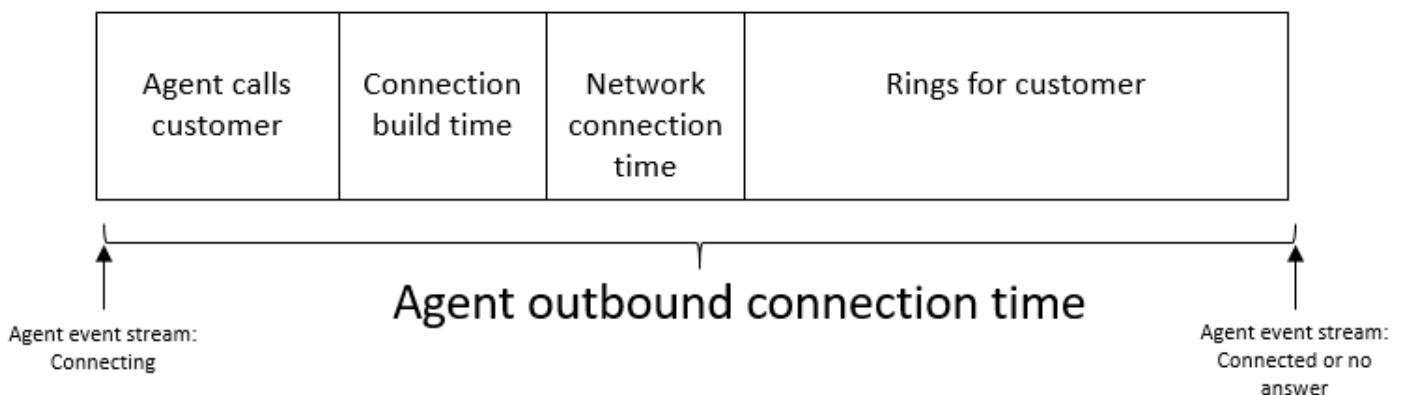 Agent calls
customer
Connection
build time
Network
connection
time
Rings for customer
Agent outbound connection time
Agent event stream:
Connecting
Agent event stream:
Connected or no
answer